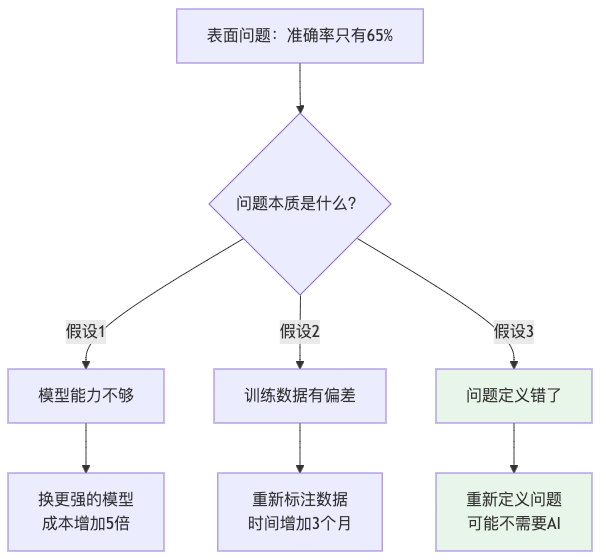 表面问题：准确率只有65%
问题本质是什么？
假设1
假设2
假设3
模型能力不够
训练数据有偏差
问题定义错了
换更强的模型
成本增加5倍
重新标注数据
时间增加3个月
重新定义问题
可能不需要AI